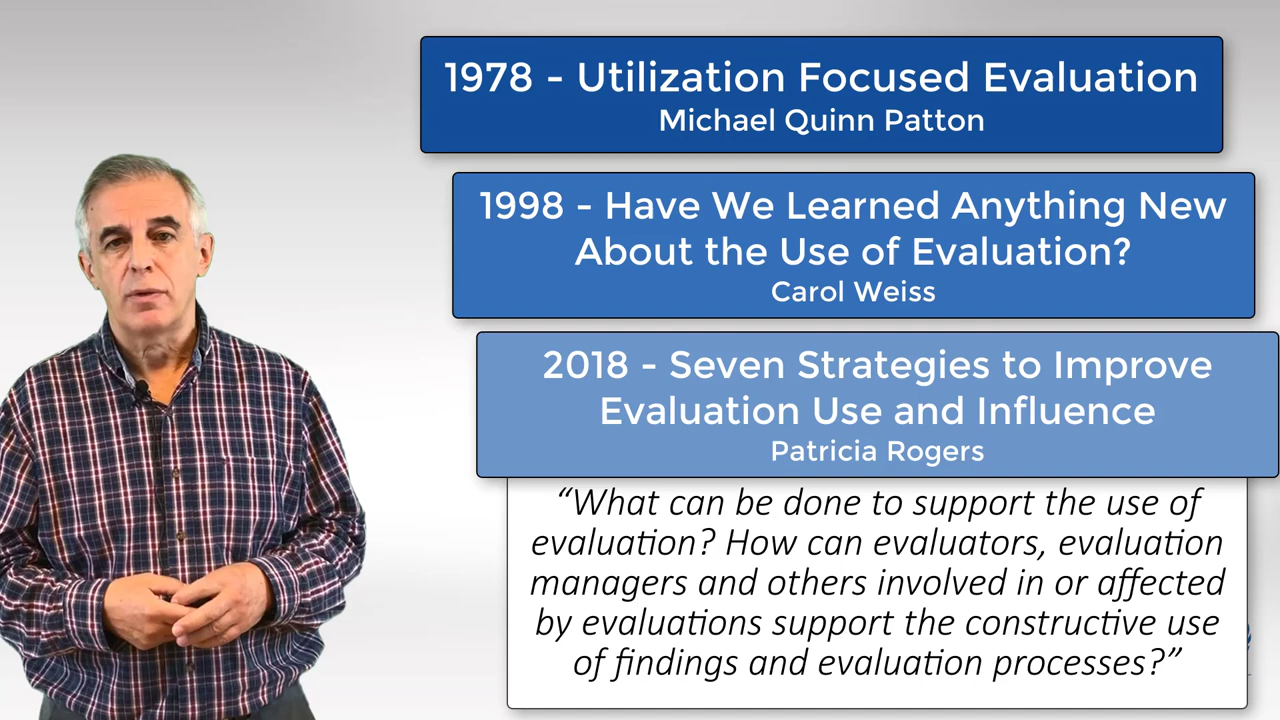 1978 - Utilization Focused Evaluation
Michael Quinn Patton
1998 - Have We Learned Anything New
About the Use of Evaluation?
Carol Weiss
2018 - Seven Strategies to Improve
Evaluation Use and Influence
Patricia Rogers
“What can be done to support the use of
evaluation? How can evaluators, evaluation
managers and others involved in or affected
by evaluations support the constructive use
of findings and evaluation processes?”